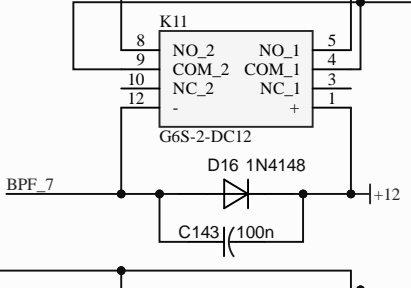 K11
8 NO_2 NO_1 5
9 COM_2 COM_1 4
10 NC_2 NC_1 3
12 - + 1
G6S-2-DC12
D16 1N4148
BPF_7
+12
C143 100n